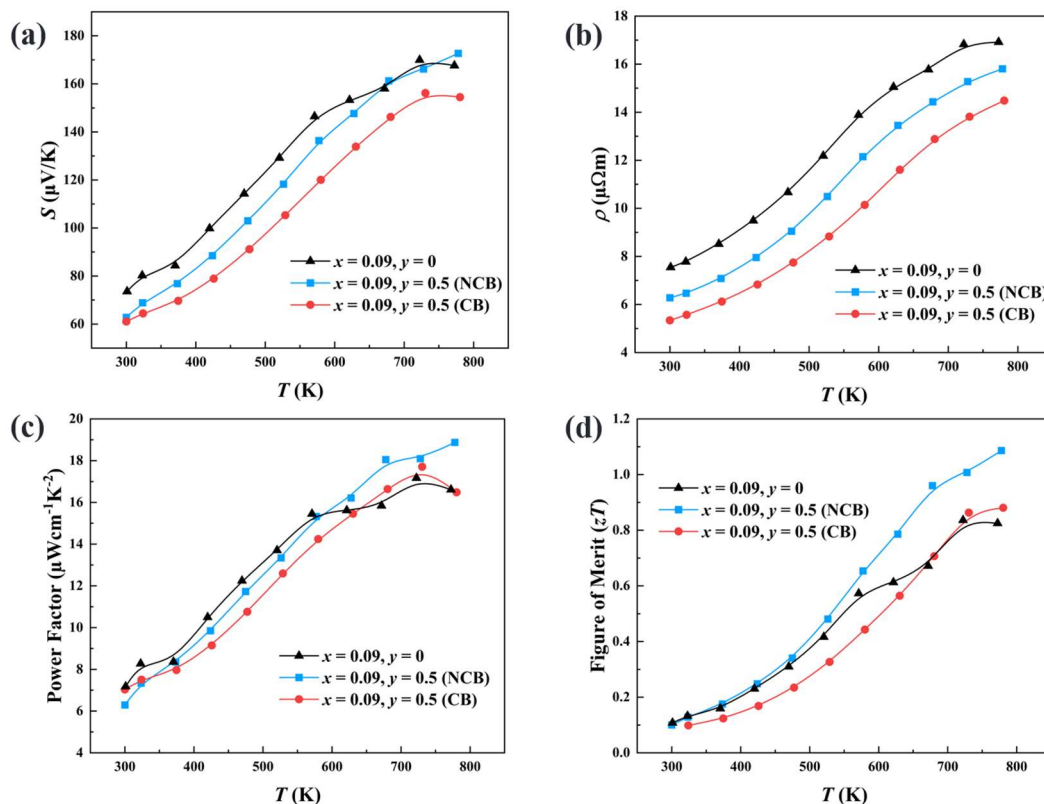 (a)
180
160
140
120
100
80
60
S (μV/K)
x = 0.09, y = 0
x = 0.09, y = 0.5 (NCB)
x = 0.09, y = 0.5 (CB)
300 400 500 600 700 800
T (K)
(b)
18
16
14
12
10
8
6
4
ρ (μΩm)
x = 0.09, y = 0
x = 0.09, y = 0.5 (NCB)
x = 0.09, y = 0.5 (CB)
300 400 500 600 700 800
T (K)
(c)
20
18
16
14
12
10
8
6
4
Power Factor (μWcm⁻¹K⁻²)
x = 0.09, y = 0
x = 0.09, y = 0.5 (NCB)
x = 0.09, y = 0.5 (CB)
300 400 500 600 700 800
T (K)
(d)
1.2
1.0
0.8
0.6
0.4
0.2
0.0
Figure of Merit (zT)
x = 0.09, y = 0
x = 0.09, y = 0.5 (NCB)
x = 0.09, y = 0.5 (CB)
300 400 500 600 700 800
T (K)